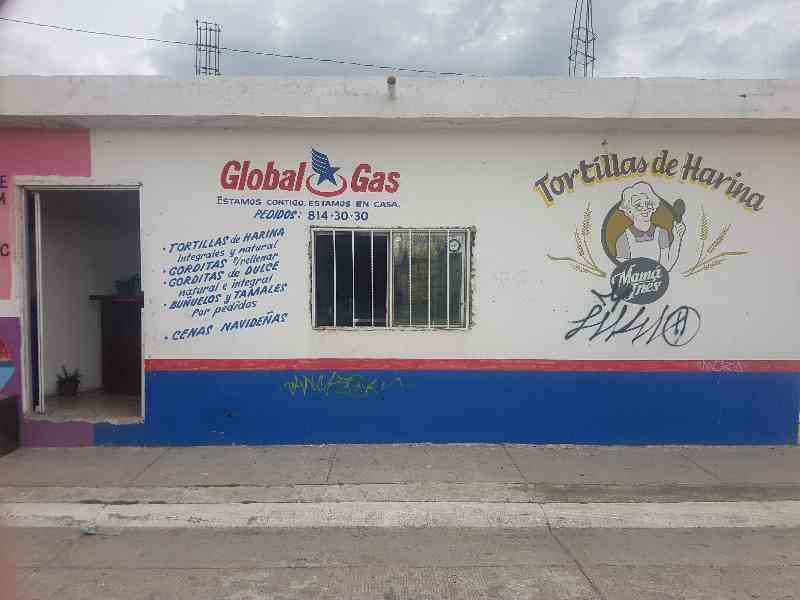 Global Gas
ESTAMOS CONTIGO, ESTAMOS EN CASA.
PEDIDOS: 814·30·30
· TORTILLAS de HARINA
integrales y natural
· GORDITAS P/rellenar
· GORDITAS de DULCE
natural e integral
· BUÑUELOS y TAMALES
Por pedidos
· CENAS NAVIDEÑAS
Tortillas de Harina
Mamá
Inés